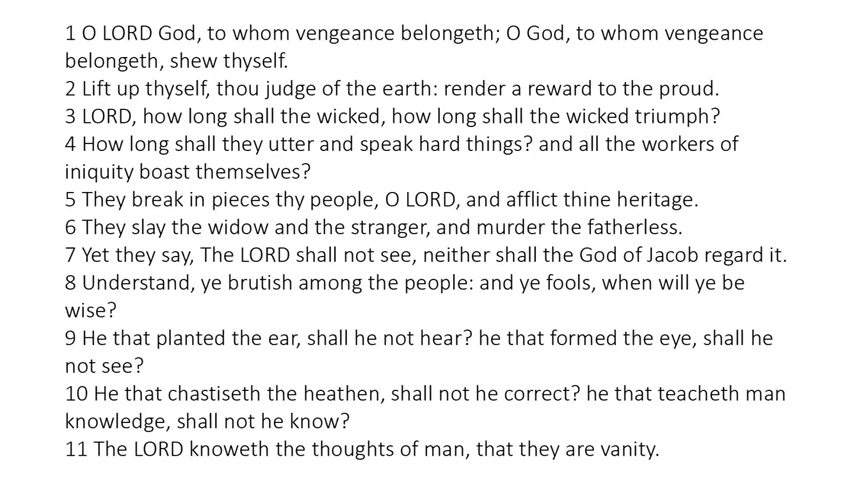 1 O LORD God, to whom vengeance belongeth; O God, to whom vengeance
belongeth, shew thyself.
2 Lift up thyself, thou judge of the earth: render a reward to the proud.
3 LORD, how long shall the wicked, how long shall the wicked triumph?
4 How long shall they utter and speak hard things? and all the workers of
iniquity boast themselves?
5 They break in pieces thy people, O LORD, and afflict thine heritage.
6 They slay the widow and the stranger, and murder the fatherless.
7 Yet they say, The LORD shall not see, neither shall the God of Jacob regard it.
8 Understand, ye brutish among the people: and ye fools, when will ye be
wise?
9 He that planted the ear, shall he not hear? he that formed the eye, shall he
not see?
10 He that chastiseth the heathen, shall not he correct? he that teacheth man
knowledge, shall not he know?
11 The LORD knoweth the thoughts of man, that they are vanity.